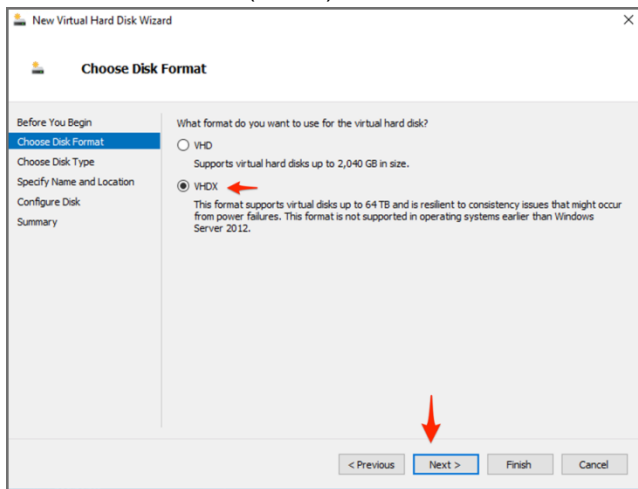 New Virtual Hard Disk Wizard
Choose Disk Format
Before You Begin
Choose Disk Format
Choose Disk Type
Specify Name and Location
Configure Disk
Summary
What format do you want to use for the virtual hard disk?
VHD
Supports virtual hard disks up to 2,040 GB in size.
VHDX
This format supports virtual disks up to 64 TB and is resilient to consistency issues that might occur
from power failures. This format is not supported in operating systems earlier than Windows
Server 2012.
< Previous
Next >
Finish
Cancel